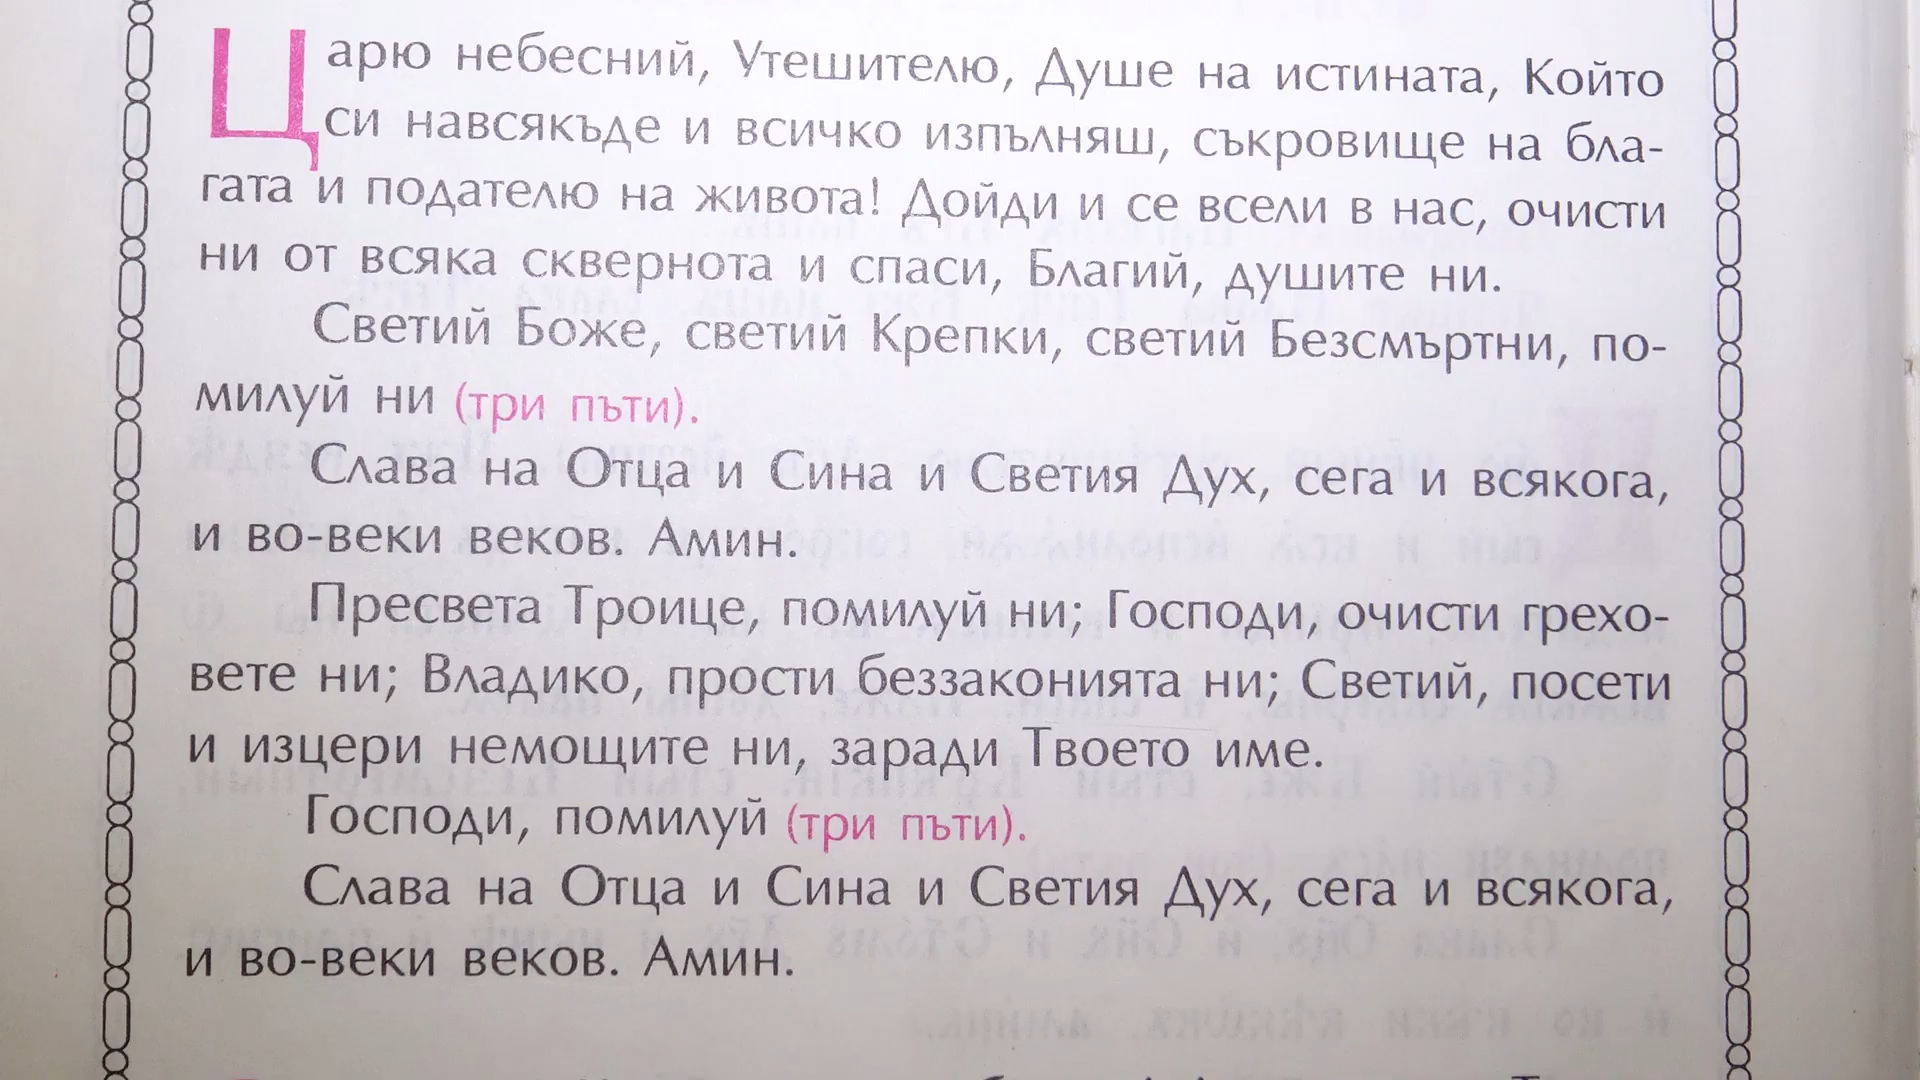 Царю небесний, Утешителю, Душе на истината, Който
си навсякъде и всичко изпълняш, съкровище на бла-
гата и подателю на живота! Дойди и се всели в нас, очисти
ни от всяка сквернота и спаси, Благий, душите ни.
Светий Боже, светий Крепки, светий Безсмъртни, по-
милуй ни (три пъти).
Слава на Отца и Сина и Светия Дух, сега и всякога,
и во-веки веков. Амин.
Пресвета Троице, помилуй ни; Господи, очисти грехо-
вете ни; Владико, прости беззаконията ни; Светий, посети
и изцери немощите ни, заради Твоето име.
Господи, помилуй (три пъти).
Слава на Отца и Сина и Светия Дух, сега и всякога,
и во-веки веков. Амин.